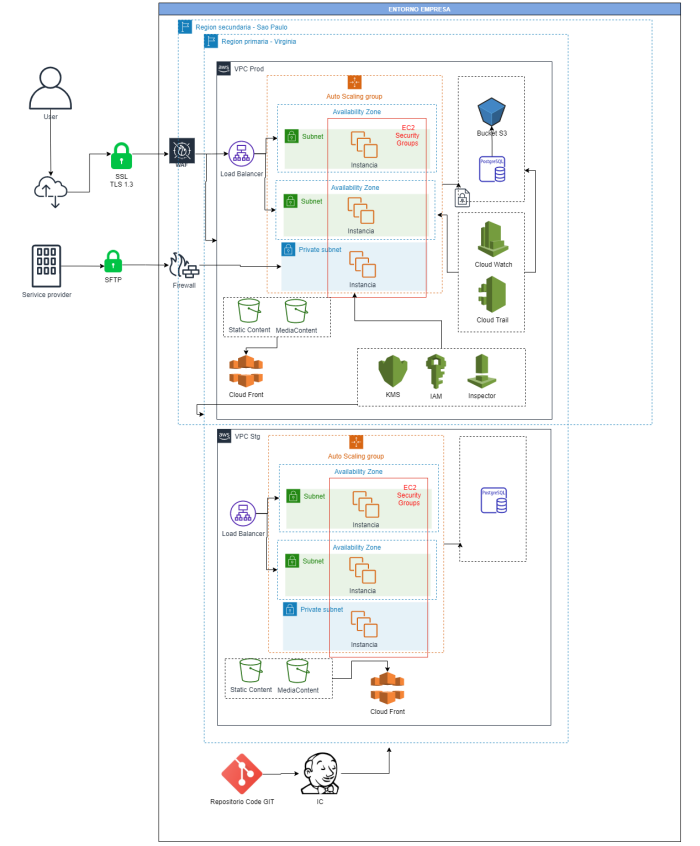 ENTORNO EMPRESA
Region secundaria - Sao Paulo
Region primaria - Virginia
aws
VPC Prod
Auto Scaling group
Availability Zone
EC2
Security
Groups
Subnet
Instancia
Load Balancer
Availability Zone
Subnet
Instancia
Private subnet
Instancia
Bucket S3
PostgreSQL
Cloud Watch
Cloud Trail
User
SSL
TLS 1.3
WAF
Service provider
SFTP
Firewall
Static Content
MediaContent
Cloud Front
KMS
IAM
Inspector
aws
VPC Stg
Auto Scaling group
Availability Zone
EC2
Security
Groups
Subnet
Instancia
Load Balancer
Availability Zone
Subnet
Instancia
Private subnet
Instancia
PostgreSQL
Static Content
MediaContent
Cloud Front
Repositorio Code GIT
IC